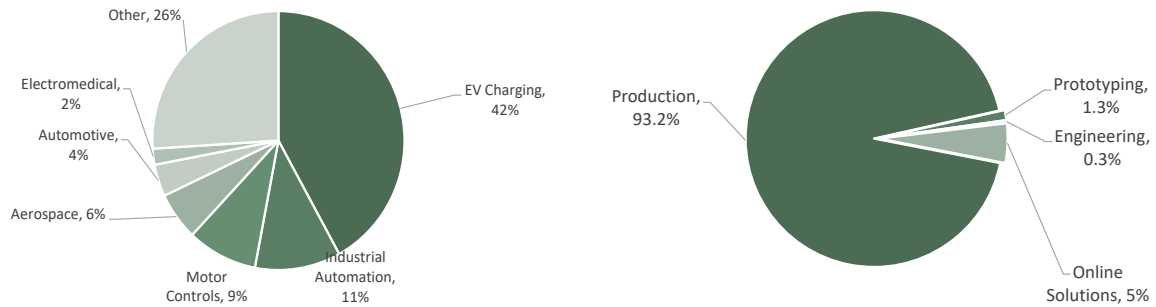 Other, 26%
EV Charging,
42%
Electromedical,
2%
Automotive,
4%
Aerospace, 6%
Motor
Controls, 9%
Industrial
Automation,
11%
Production,
93.2%
Prototyping,
1.3%
Engineering,
0.3%
Online
Solutions, 5%